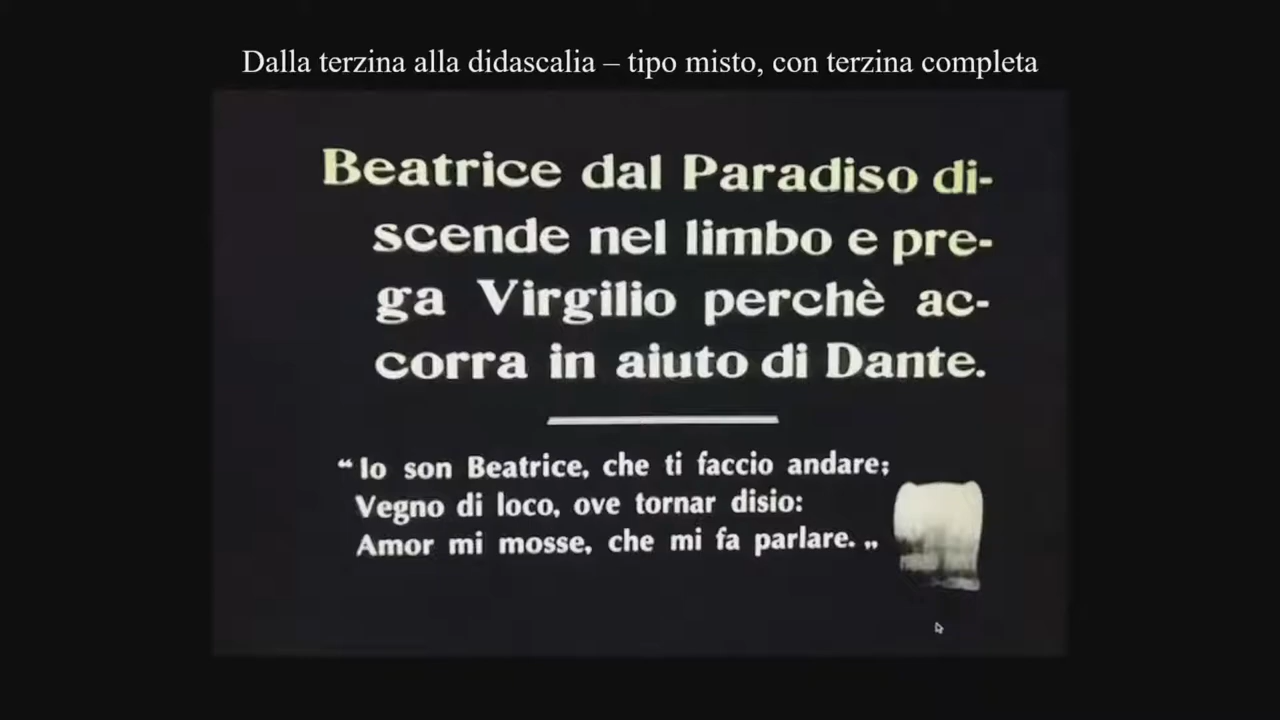 Dalla terzina alla didascalia – tipo misto, con terzina completa
Beatrice dal Paradiso di-
scende nel limbo e pre-
ga Virgilio perchè ac-
corra in aiuto di Dante.
“ Io son Beatrice, che ti faccio andare;
Vegno di loco, ove tornar disio:
Amor mi mosse, che mi fa parlare. „